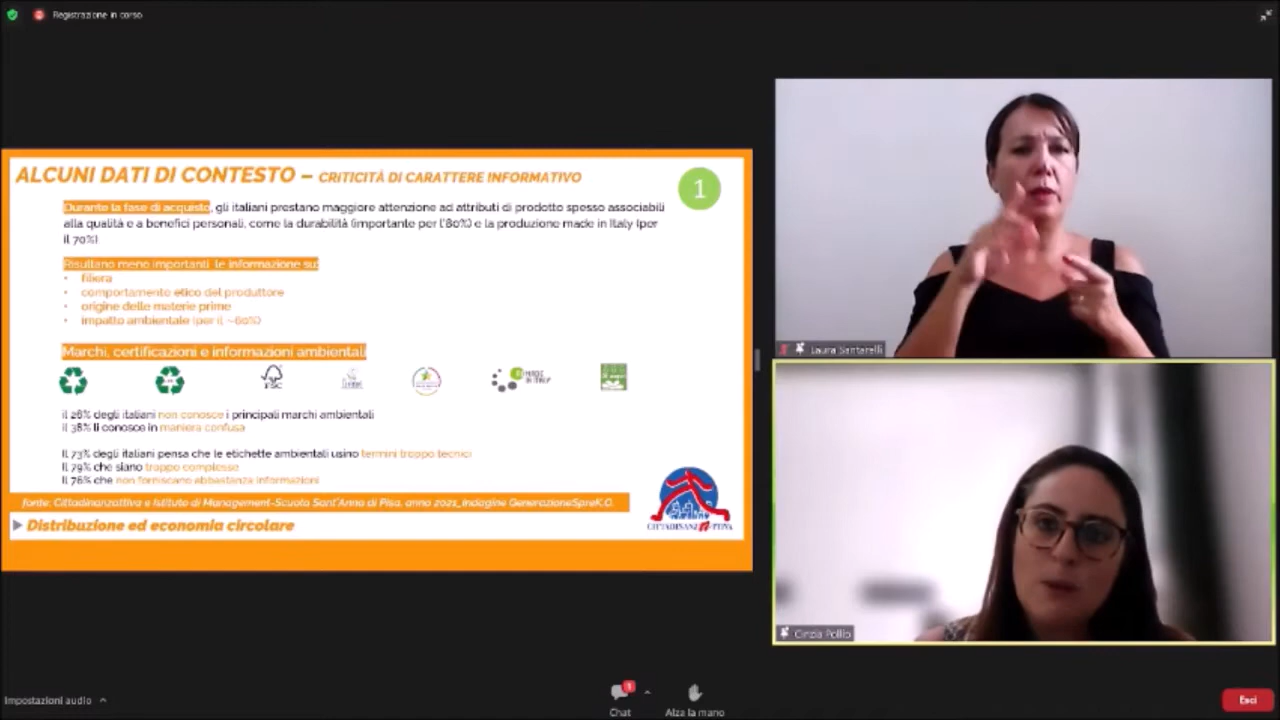 Registrazione in corso
ALCUNI DATI DI CONTESTO – CRITICITÀ DI CARATTERE INFORMATIVO
1
Durante la fase di acquisto, gli italiani prestano maggiore attenzione ad attributi di prodotto spesso associabili
alla qualità e a benefici personali, come la durabilità (importante per l'80%) e la produzione made in Italy (per
il 70%)
Risultano meno importanti le informazione su:
• filiera
• comportamento etico del produttore
• origine delle materie prime
• impatto ambientale (per il ~60%)
Marchi, certificazioni e informazioni ambientali
FSC
MADE
IN ITALY
il 26% degli italiani non conosce i principali marchi ambientali
il 38% li conosce in maniera confusa
Il 73% degli italiani pensa che le etichette ambientali usino termini troppo tecnici
Il 79% che siano troppo complesse
Il 76% che non forniscano abbastanza informazioni
fonte: Cittadinanzattiva e Istituto di Management-Scuola Sant'Anna di Pisa. anno 2021_Indagine GenerazioneSpreK.O.
Distribuzione ed economia circolare
CITTADINANZATTIVA
Laura Santarelli
Cinzia Pollio
Impostazioni audio
1
Chat
Alza la mano
Esci